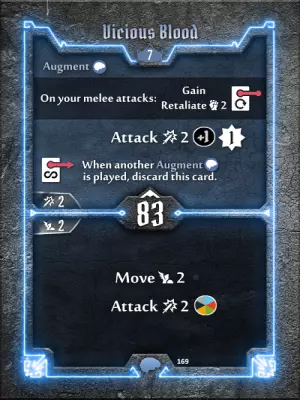 Vicious Blood
7
Augment
On your melee attacks: Gain
Retaliate 2
Attack 2 +1 1
When another Augment
is played, discard this card.
2
83
2
Move 2
Attack 2
169